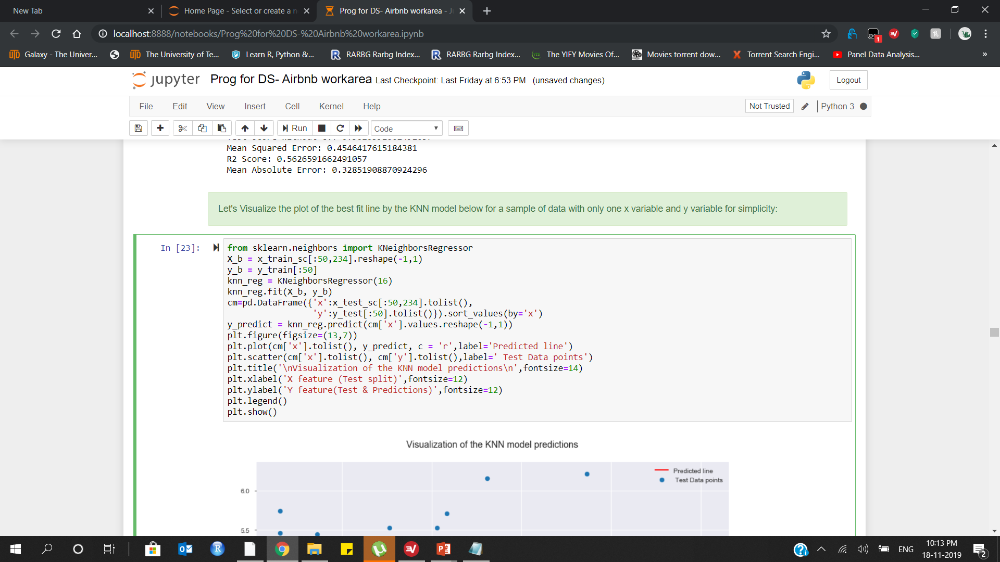 New Tab
Home Page - Select or create a n
Prog for DS- Airbnb workarea - J
localhost:8888/notebooks/Prog%20for%20DS-%20Airbnb%20workarea.ipynb
1
Galaxy - The Univer...
The University of Te...
Learn R, Python &...
RARBG Rarbg Index...
RARBG Rarbg Index...
The YIFY Movies Of...
Movies torrent dow...
Torrent Search Engi...
Panel Data Analysis...
»
jupyter
Prog for DS- Airbnb workarea Last Checkpoint: Last Friday at 6:53 PM (unsaved changes)
Logout
File Edit View Insert Cell Kernel Help
Not Trusted
Python 3
Run
Code
Mean Squared Error: 0.4546417615184381
R2 Score: 0.5626591662491057
Mean Absolute Error: 0.32851908870924296
Let's Visualize the plot of the best fit line by the KNN model below for a sample of data with only one x variable and y variable for simplicity:
In [23]:
from sklearn.neighbors import KNeighborsRegressor
X_b = x_train_sc[:50,234].reshape(-1,1)
y_b = y_train[:50]
knn_reg = KNeighborsRegressor(16)
knn_reg.fit(X_b, y_b)
cm=pd.DataFrame({'x':x_test_sc[:50,234].tolist(),
'y':y_test[:50].tolist()}).sort_values(by='x')
y_predict = knn_reg.predict(cm['x'].values.reshape(-1,1))
plt.figure(figsize=(13,7))
plt.plot(cm['x'].tolist(), y_predict, c = 'r',label='Predicted line')
plt.scatter(cm['x'].tolist(), cm['y'].tolist(),label=' Test Data points')
plt.title('\nVisualization of the KNN model predictions\n',fontsize=14)
plt.xlabel('X feature (Test split)',fontsize=12)
plt.ylabel('Y feature(Test & Predictions)',fontsize=12)
plt.legend()
plt.show()
Visualization of the KNN model predictions
Predicted line
Test Data points
6.0
5.5
ENG
10:13 PM
18-11-2019
2